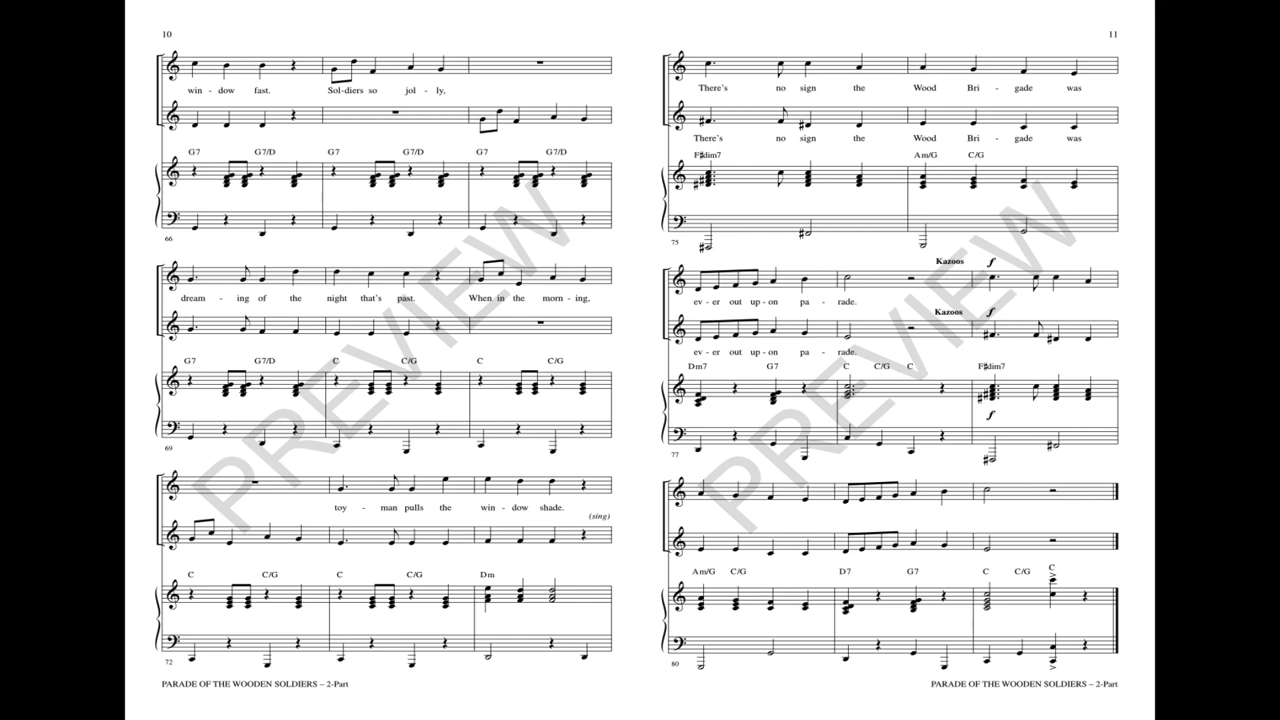 10
win - dow fast. Sol-diers so jol - ly,
G7 G7/D G7 G7/D G7 G7/D
66
dream - ing of the night that's past. When in the morn - ing,
G7 G7/D C C/G C C/G
69
toy - man pulls the win - dow shade.
(sing)
C C/G C C/G Dm
72
PARADE OF THE WOODEN SOLDIERS – 2-Part
11
There's no sign the Wood Bri - gade was
There's no sign the Wood Bri - gade was
F♯dim7 Am/G C/G
75
Kazoos f
ev - er out up - on pa - rade.
Kazoos f
ev - er out up - on pa - rade.
Dm7 G7 C C/G C F♯dim7
f
77
Am/G C/G D7 G7 C C/G C
80
PARADE OF THE WOODEN SOLDIERS – 2-Part
PREVIEW
PREVIEW